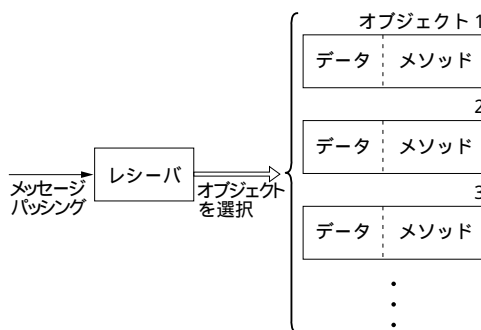 オブジェクト 1
データ メソッド
2
データ メソッド
3
データ メソッド
レシーバ
メッセージ
パッシング
オブジェクト
を選択